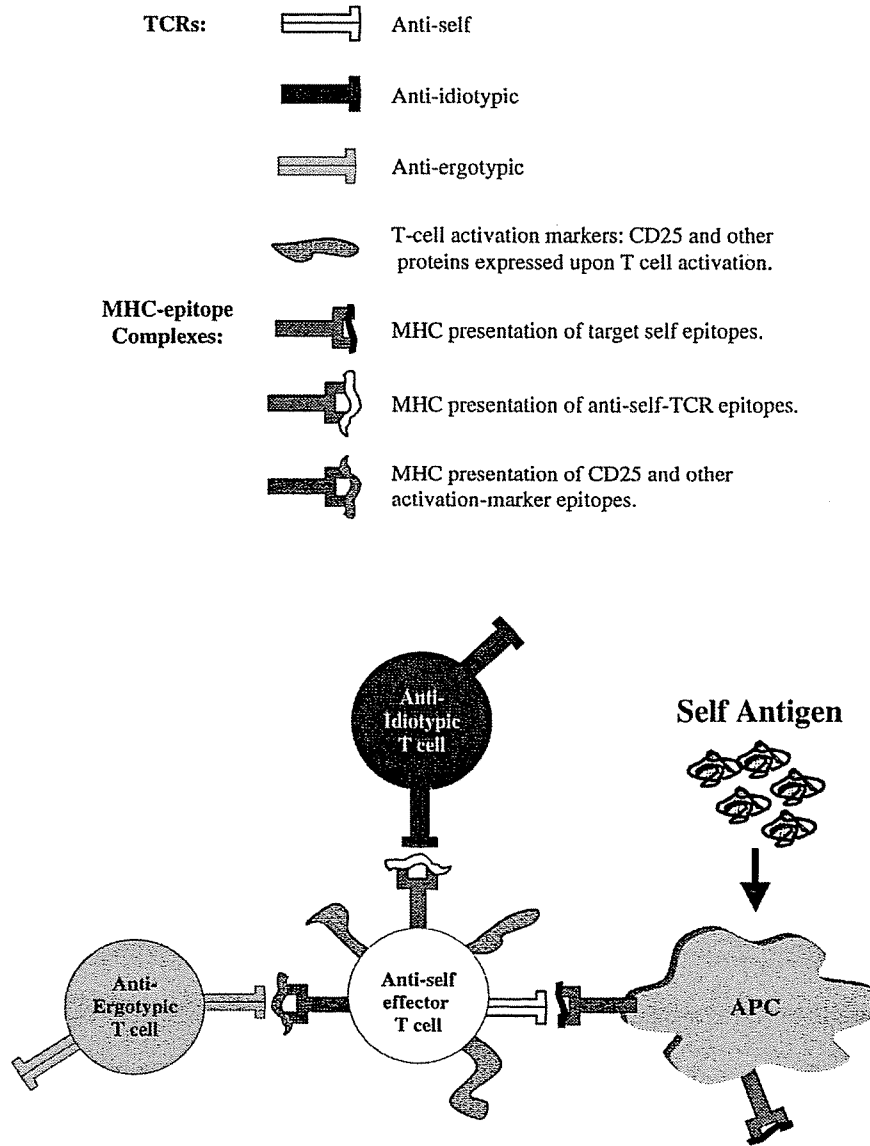 TCRs:
Anti-self
Anti-idiotypic
Anti-ergotypic
T-cell activation markers: CD25 and other
proteins expressed upon T cell activation.
MHC-epitope
Complexes:
MHC presentation of target self epitopes.
MHC presentation of anti-self-TCR epitopes.
MHC presentation of CD25 and other
activation-marker epitopes.
Anti-
Idiotypic
T cell
Self Antigen
Anti-
Ergotypic
T cell
Anti-self
effector
T cell
APC